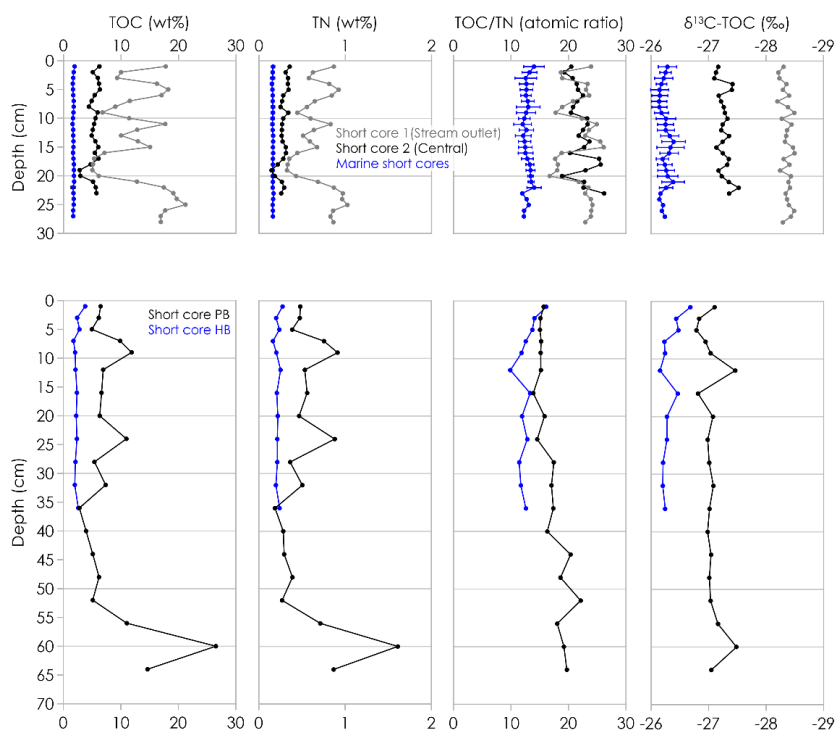 TOC (wt%) TN (wt%) TOC/TN (atomic ratio) δ¹³C-TOC (‰)
0 10 20 30 0 1 2 0 10 20 30 -26 -27 -28 -29
0
5
10
15
20
25
30
Depth (cm)
Short core 1 (Stream outlet)
Short core 2 (Central)
Marine short cores
0
5
10
15
20
25
30
35
40
45
50
55
60
65
70
Depth (cm)
Short core PB
Short core HB
0 10 20 30 0 1 2 0 10 20 30 -26 -27 -28 -29